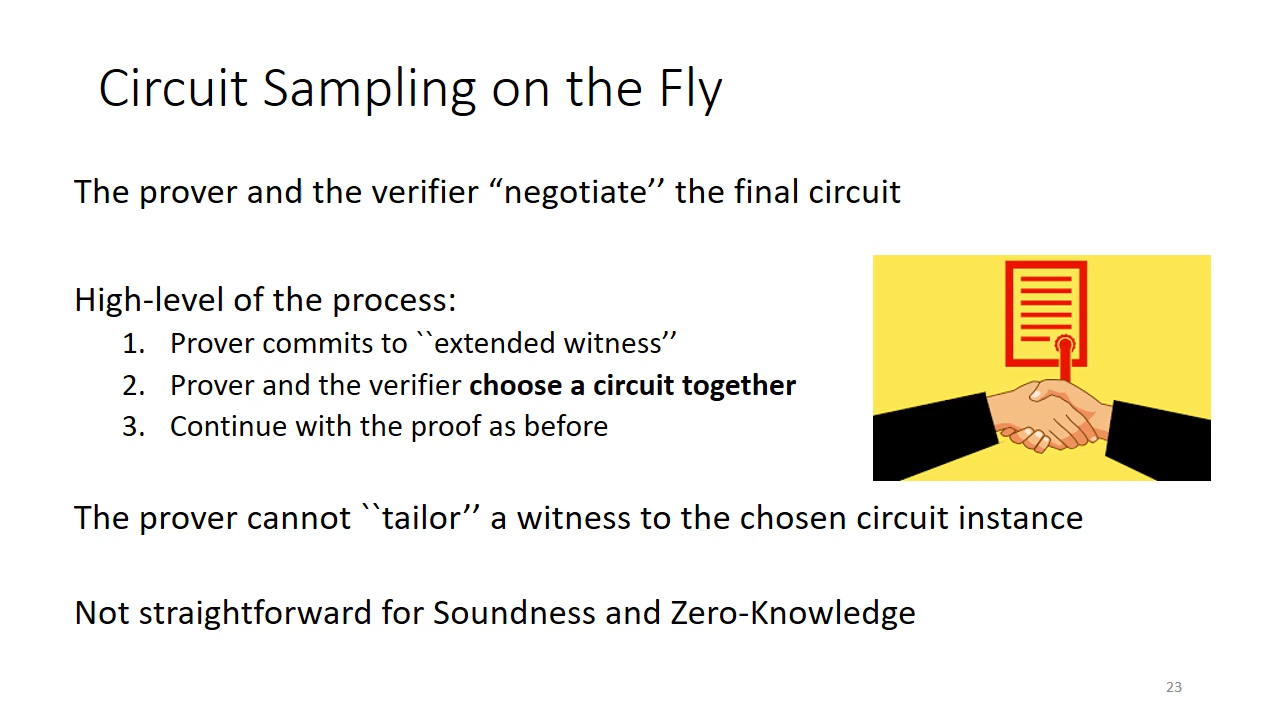 Circuit Sampling on the Fly
The prover and the verifier “negotiate’’ the final circuit
High-level of the process:
1. Prover commits to ``extended witness’’
2. Prover and the verifier choose a circuit together
3. Continue with the proof as before
The prover cannot ``tailor’’ a witness to the chosen circuit instance
Not straightforward for Soundness and Zero-Knowledge
23